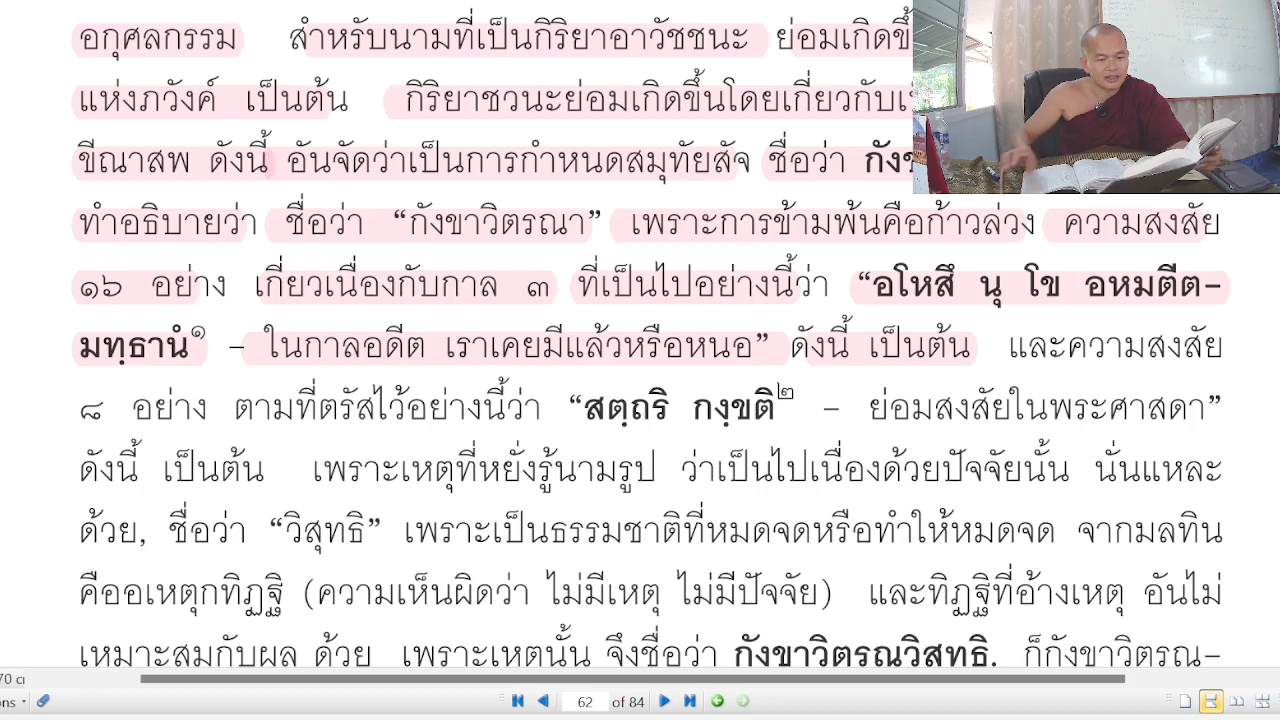 อกุศลกรรม สำหรับนามที่เป็นกิริยาอาวัชชนะ ย่อมเกิดขึ้
แห่งภวังค์ เป็นต้น กิริยาชวนะย่อมเกิดขึ้นโดยเกี่ยวกับ
ขีณาสพ ดังนี้ อันจัดว่าเป็นการกำหนดสมุทัยสัจ ชื่อว่า กังข
ทำอธิบายว่า ชื่อว่า “กังขาวิตรณา” เพราะการข้ามพ้นคือก้าวล่วง ความสงสัย
๑๖ อย่าง เกี่ยวเนื่องกับกาล ๓ ที่เป็นไปอย่างนี้ว่า “อโหสึ นุ โข อหมตีต–
มทฺธานํ๑ – ในกาลอดีต เราเคยมีแล้วหรือหนอ” ดังนี้ เป็นต้น และความสงสัย
๘ อย่าง ตามที่ตรัสไว้อย่างนี้ว่า “สตฺถริ กงฺขติ๒ – ย่อมสงสัยในพระศาสดา”
ดังนี้ เป็นต้น เพราะเหตุที่หยั่งรู้นามรูป ว่าเป็นไปเนื่องด้วยปัจจัยนั้น นั่นแหละ
ด้วย, ชื่อว่า “วิสุทธิ” เพราะเป็นธรรมชาติที่หมดจดหรือทำให้หมดจด จากมลทิน
คืออเหตุกทิฏฐิ (ความเห็นผิดว่า ไม่มีเหตุ ไม่มีปัจจัย) และทิฏฐิที่อ้างเหตุ อันไม่
เหมาะสมกับผล ด้วย เพราะเหตุนั้น จึงชื่อว่า กังขาวิตรณวิสุทธิ. ก็กังขาวิตรณ–
70 c
ns 62 of 84